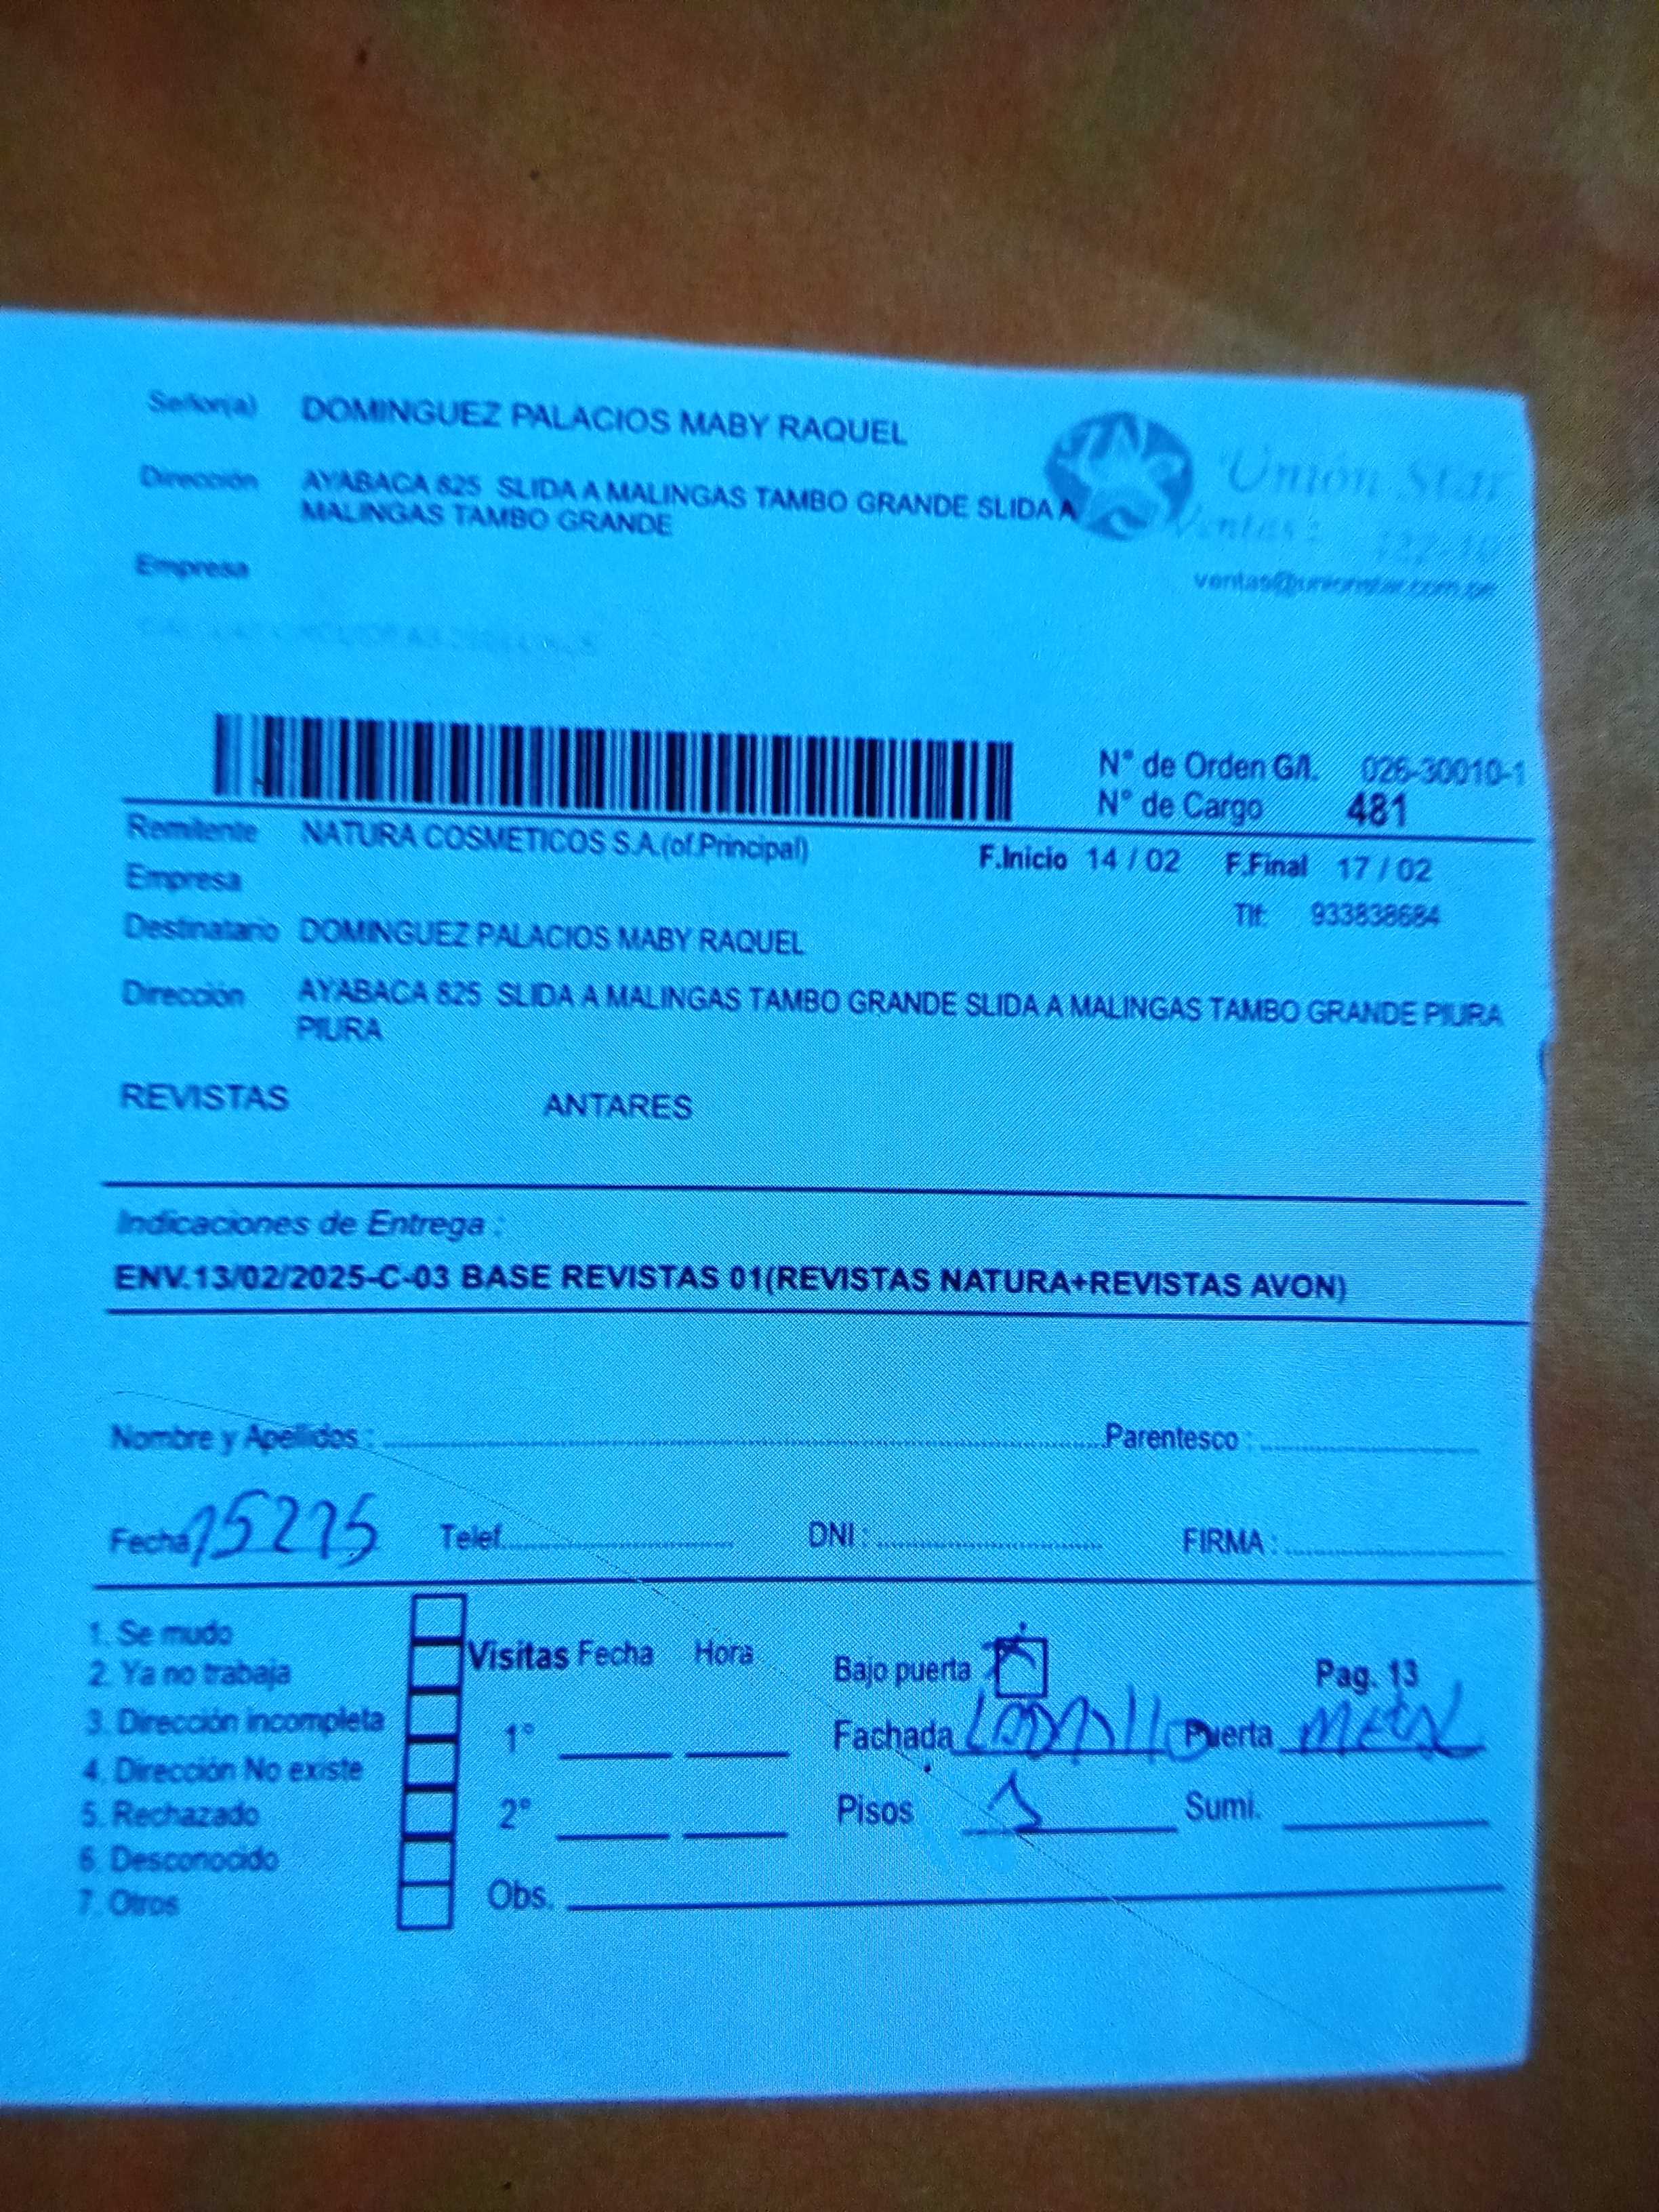 Señor(a) DOMINGUEZ PALACIOS MABY RAQUEL
Dirección AYABACA 825 SLIDA A MALINGAS TAMBO GRANDE SLIDA A
MALINGAS TAMBO GRANDE
Unión Star
Ventas:
Empresa
ventas@unionstar.com.pe
N° de Orden G/I. 026-30010-1
N° de Cargo 481
Remitente NATURA COSMETICOS S.A.(of.Principal)
F.Inicio 14 / 02 F.Final 17 / 02
Empresa
Tlf: 933838684
Destinatario DOMINGUEZ PALACIOS MABY RAQUEL
Dirección AYABACA 825 SLIDA A MALINGAS TAMBO GRANDE SLIDA A MALINGAS TAMBO GRANDE PIURA
PIURA
REVISTAS ANTARES
Indicaciones de Entrega :
ENV.13/02/2025-C-03 BASE REVISTAS 01(REVISTAS NATURA+REVISTAS AVON)
Nombre y Apellidos : Parentesco :
Fecha 15225 Telef. DNI : FIRMA :
1. Se mudo
2. Ya no trabaja
3. Dirección incompleta
4. Dirección No existe
5. Rechazado
6. Desconocido
7. Otros
Visitas Fecha Hora
1°
2°
Obs.
Bajo puerta Pag. 13
Fachada Ladrillo Puerta Metal
Pisos 1 Sumi.